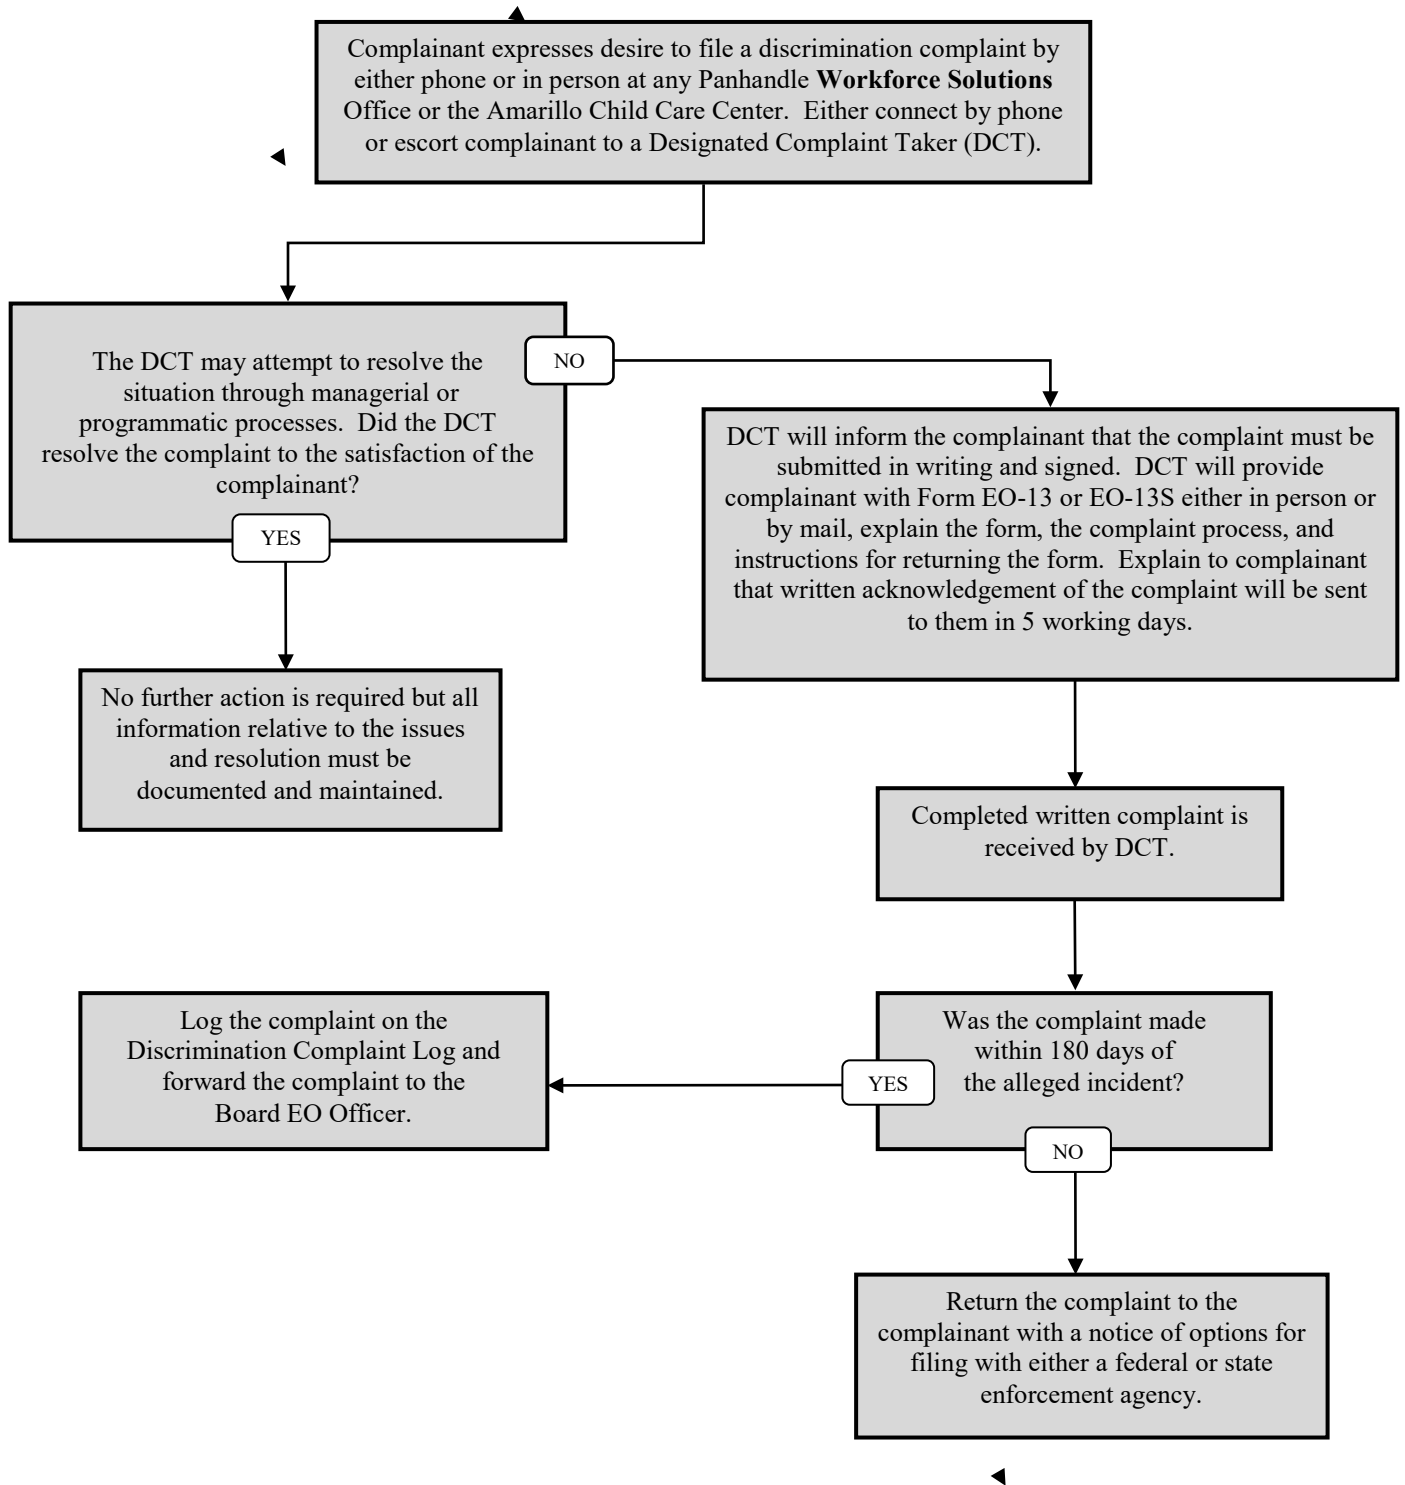 Complainant expresses desire to file a discrimination complaint by
either phone or in person at any Panhandle Workforce Solutions
Office or the Amarillo Child Care Center.  Either connect by phone
or escort complainant to a Designated Complaint Taker (DCT).
The DCT may attempt to resolve the
situation through managerial or
programmatic processes.  Did the DCT
resolve the complaint to the satisfaction of the
complainant?
NO
YES
DCT will inform the complainant that the complaint must be
submitted in writing and signed.  DCT will provide
complainant with Form EO-13 or EO-13S either in person or
by mail, explain the form, the complaint process, and
instructions for returning the form.  Explain to complainant
that written acknowledgement of the complaint will be sent
to them in 5 working days.
No further action is required but all
information relative to the issues
and resolution must be
documented and maintained.
Completed written complaint is
received by DCT.
Log the complaint on the
Discrimination Complaint Log and
forward the complaint to the
Board EO Officer.
Was the complaint made
within 180 days of
the alleged incident?
YES
NO
Return the complaint to the
complainant with a notice of options for
filing with either a federal or state
enforcement agency.